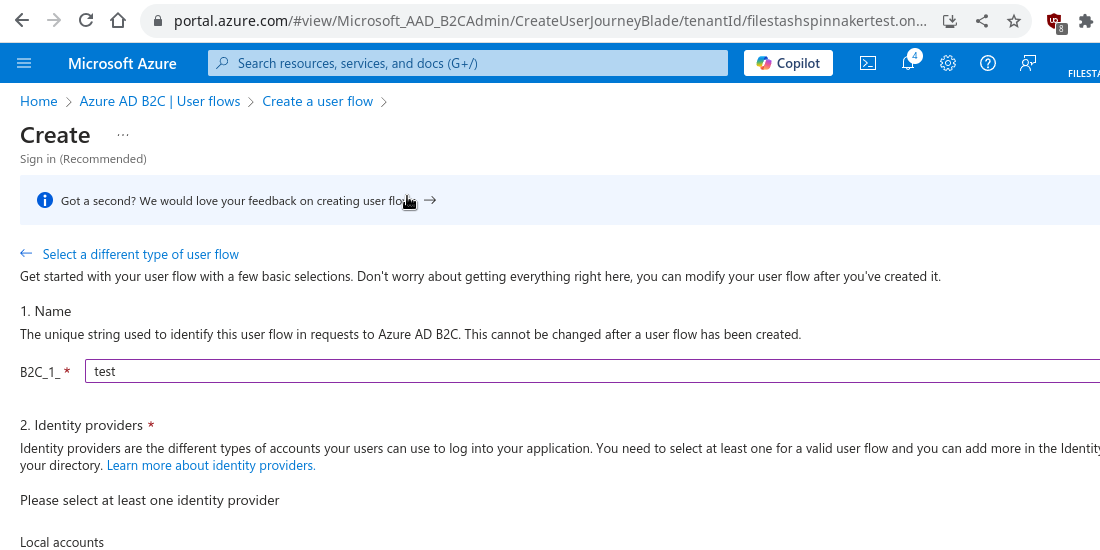 portal.azure.com/#view/Microsoft_AAD_B2CAdmin/CreateUserJourneyBlade/tenantId/filestashspinnakertest.on...
8
Microsoft Azure
Search resources, services, and docs (G+/)
Copilot
4
FILESTA
Home > Azure AD B2C | User flows > Create a user flow >
Create ...
Sign in (Recommended)
Got a second? We would love your feedback on creating user →
← Select a different type of user flow
Get started with your user flow with a few basic selections. Don't worry about getting everything right here, you can modify your user flow after you've created it.
1. Name
The unique string used to identify this user flow in requests to Azure AD B2C. This cannot be changed after a user flow has been created.
B2C_1_ * test
2. Identity providers *
Identity providers are the different types of accounts your users can use to log into your application. You need to select at least one for a valid user flow and you can add more in the Identity
your directory. Learn more about identity providers.
Please select at least one identity provider
Local accounts